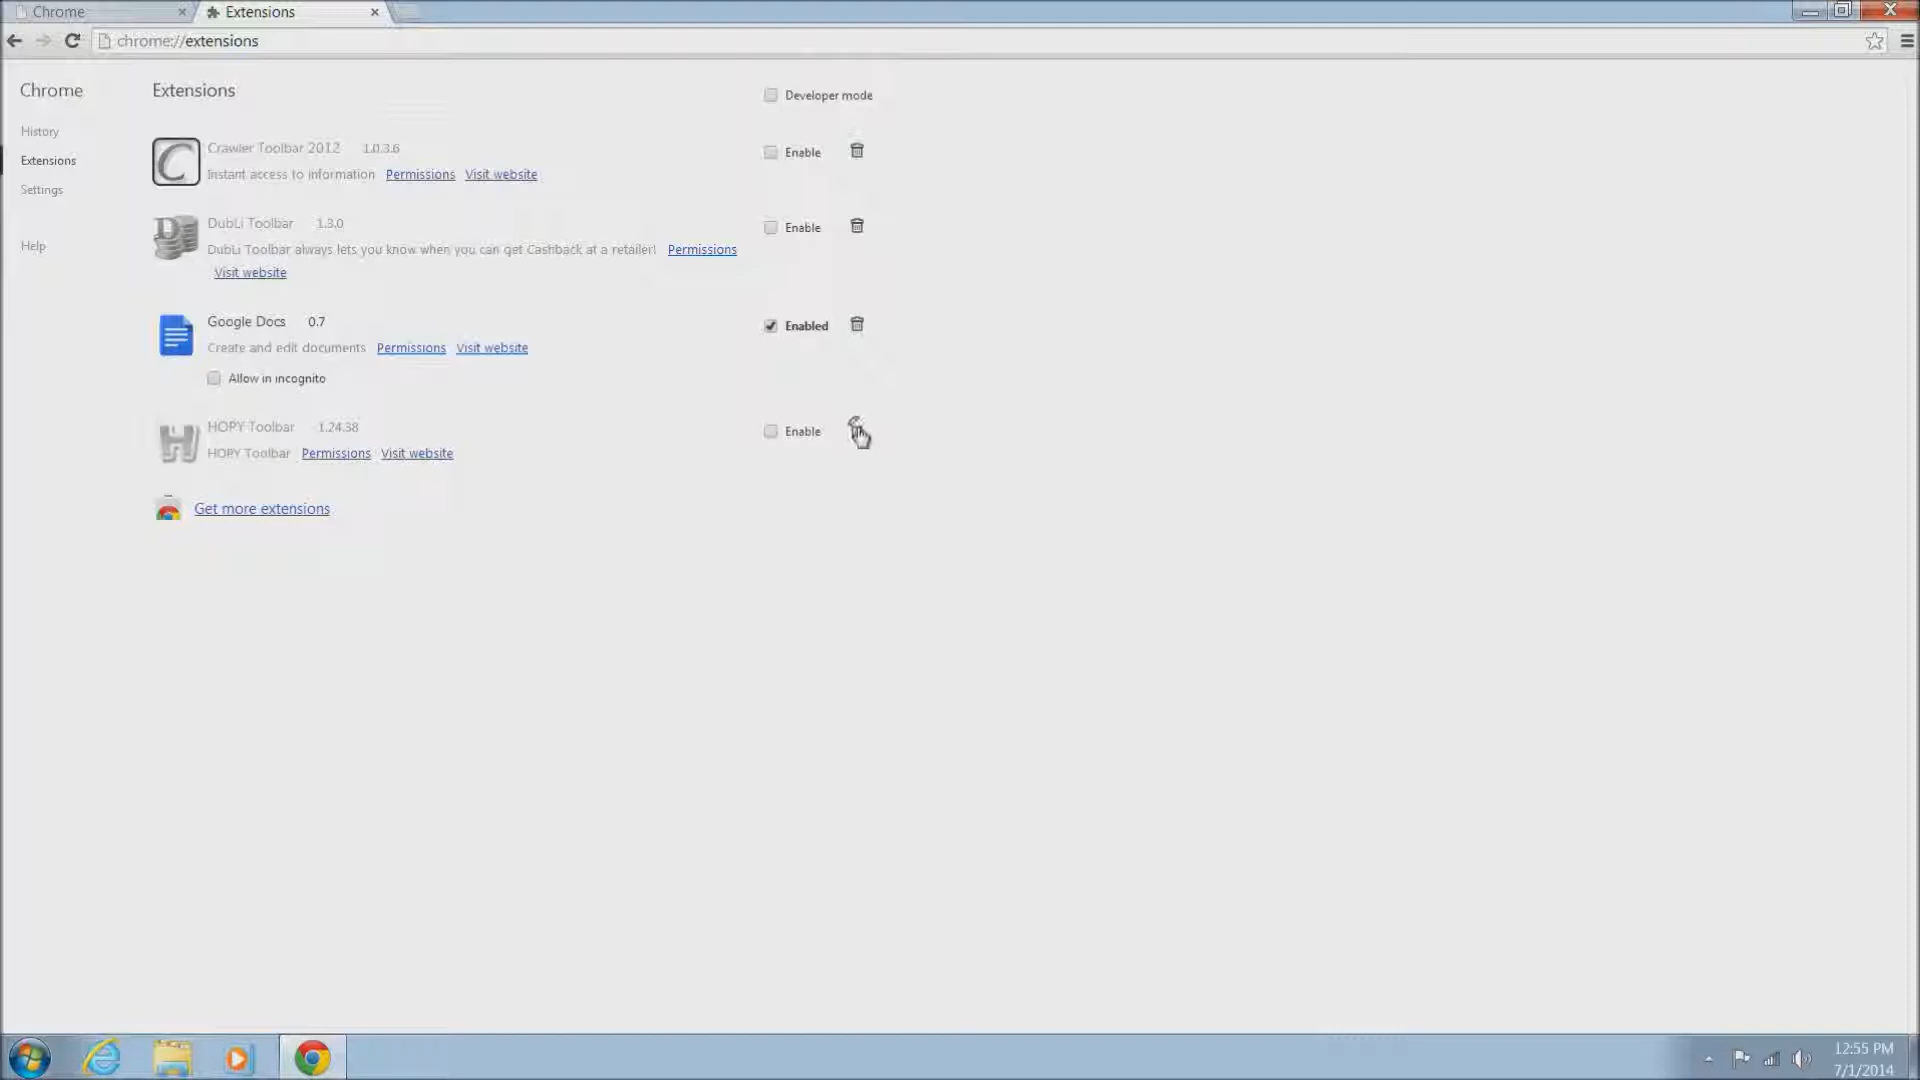 Chrome
Extensions
chrome://extensions
Chrome
History
Extensions
Settings
Help
Extensions
Developer mode
Crawler Toolbar 2012 1.0.3.6
Instant access to information Permissions Visit website
Enable
DubLi Toolbar 1.3.0
DubLi Toolbar always lets you know when you can get Cashback at a retailer! Permissions
Visit website
Enable
Google Docs 0.7
Create and edit documents Permissions Visit website
Allow in incognito
Enabled
HOPY Toolbar 1.24.38
HOPY Toolbar Permissions Visit website
Enable
Get more extensions
12:55 PM
7/1/2014